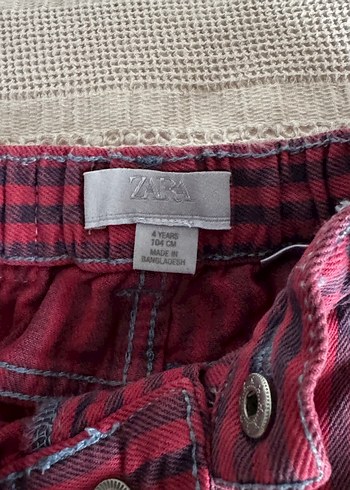 ZARA
4 YEARS
104 CM
MADE IN
BANGLADESH